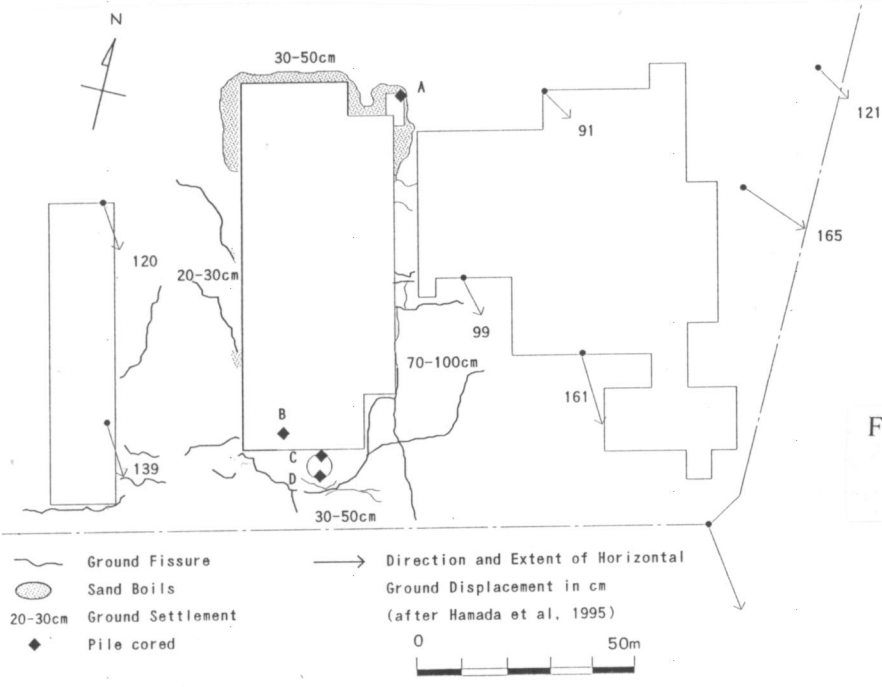 N
30-50cm
A
91
121
165
120
20-30cm
99
70-100cm
161
B
C
D
139
30-50cm
F
Ground Fissure
Sand Boils
20-30cm Ground Settlement
Pile cored
Direction and Extent of Horizontal
Ground Displacement in cm
(after Hamada et al, 1995)
0 50m